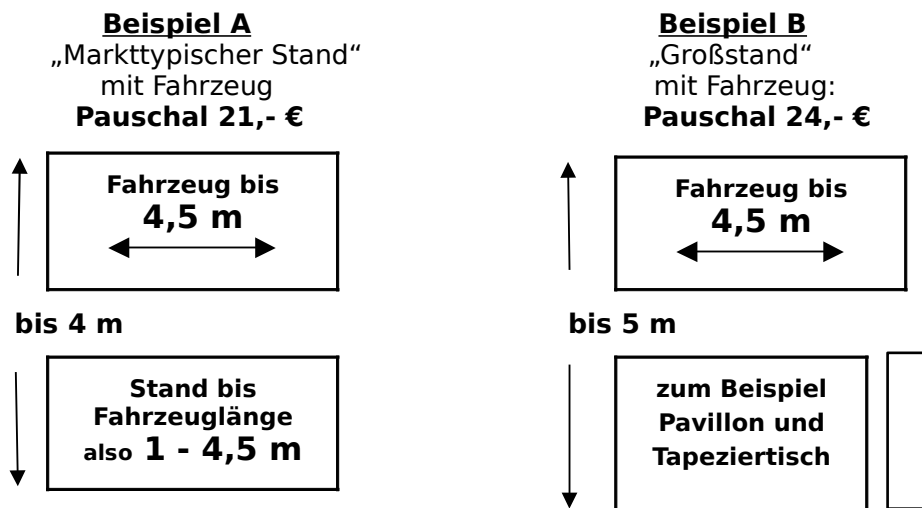 Beispiel A
„Markttypischer Stand“
mit Fahrzeug
Pauschal 21,- €
Fahrzeug bis
4,5 m
bis 4 m
Stand bis
Fahrzeuglänge
also 1 - 4,5 m
Beispiel B
„Großstand“
mit Fahrzeug:
Pauschal 24,- €
Fahrzeug bis
4,5 m
bis 5 m
zum Beispiel
Pavillon und
Tapeziertisch